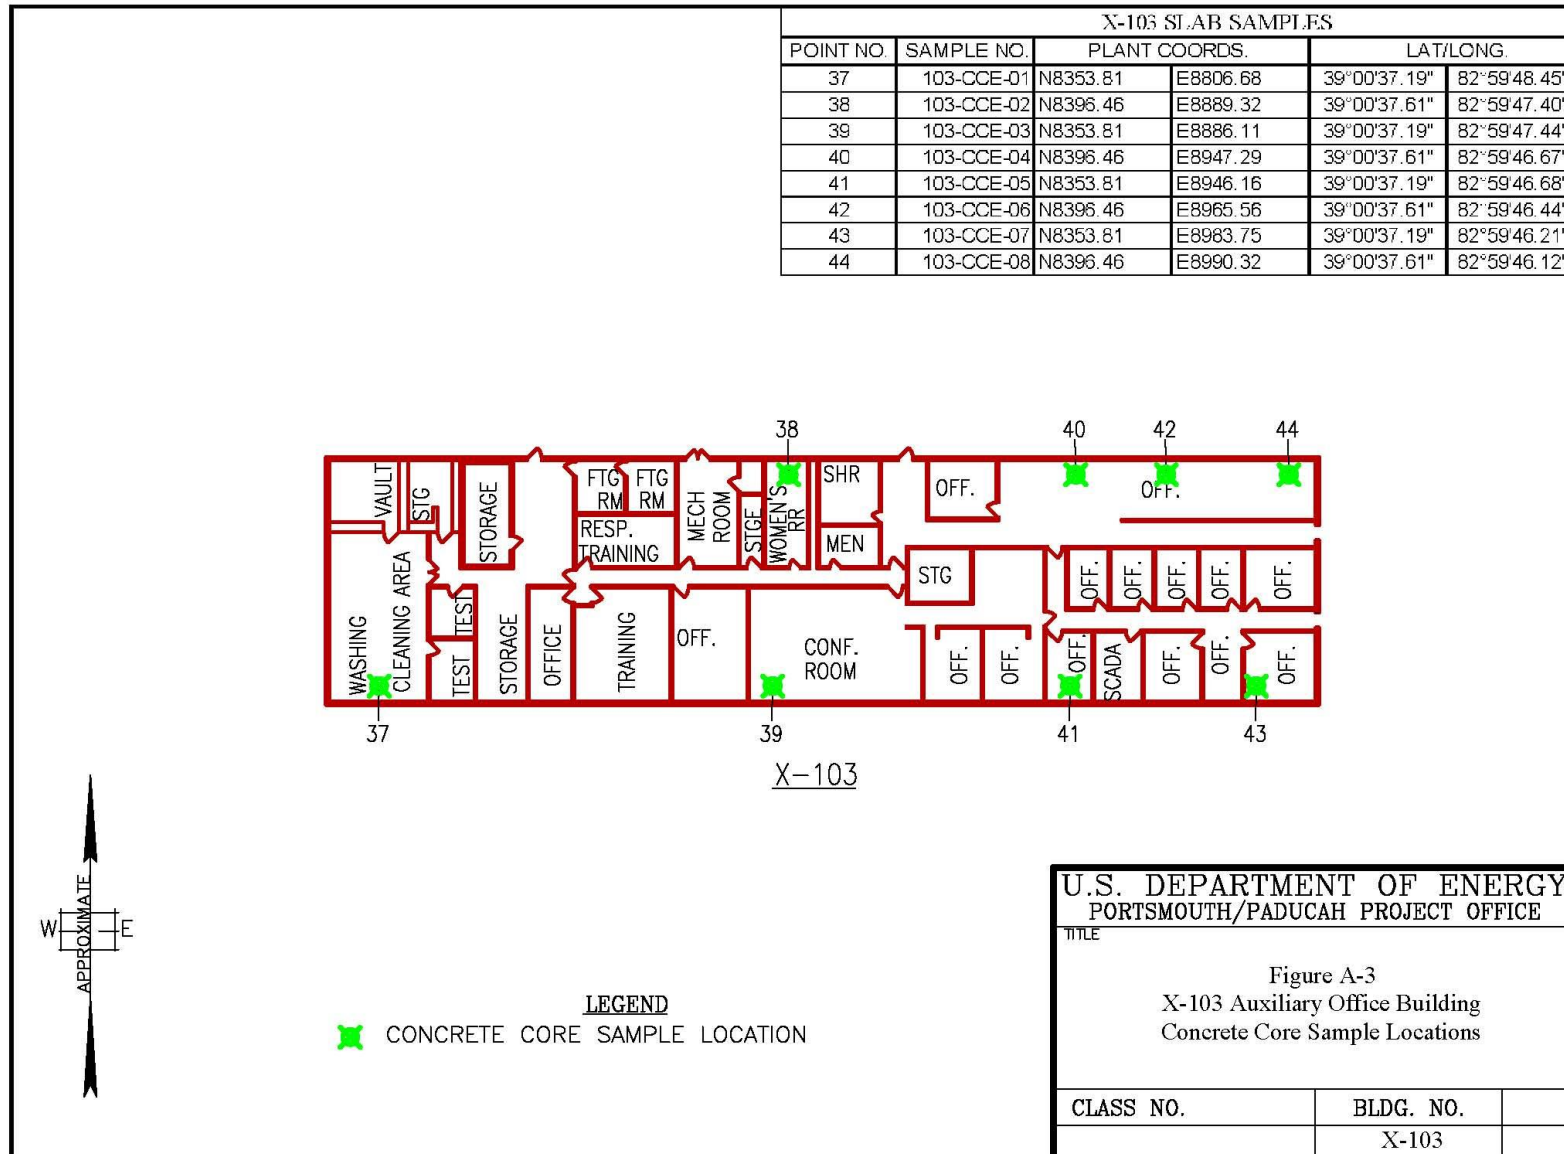 X-103 SLAB SAMPLES
POINT NO. SAMPLE NO. PLANT COORDS. LAT/LONG.
37 103-CCE-01 N8353.81 E8806.68 39°00'37.19" 82°59'48.45"
38 103-CCE-02 N8396.46 E8889.32 39°00'37.61" 82°59'47.40"
39 103-CCE-03 N8353.81 E8886.11 39°00'37.19" 82°59'47.44"
40 103-CCE-04 N8396.46 E8947.29 39°00'37.61" 82°59'46.67"
41 103-CCE-05 N8353.81 E8946.16 39°00'37.19" 82°59'46.68"
42 103-CCE-06 N8396.46 E8965.56 39°00'37.61" 82°59'46.44"
43 103-CCE-07 N8353.81 E8983.75 39°00'37.19" 82°59'46.21"
44 103-CCE-08 N8396.46 E8990.32 39°00'37.61" 82°59'46.12"
38 40 42 44
VAULT
STG
STORAGE
FTG RM
FTG RM
RESP. TRAINING
MECH ROOM
STGE
WOMEN'S RR
SHR
MEN
OFF.
OFF.
STG
OFF.
OFF.
OFF.
OFF.
OFF.
WASHING
CLEANING AREA
TEST
TEST
STORAGE
OFFICE
TRAINING
OFF.
CONF. ROOM
OFF.
OFF.
OFF.
SCADA
OFF.
OFF.
OFF.
37 39 41 43
X-103
W E
APPROXIMATE
LEGEND
CONCRETE CORE SAMPLE LOCATION
U.S. DEPARTMENT OF ENERGY
PORTSMOUTH/PADUCAH PROJECT OFFICE
TITLE
Figure A-3
X-103 Auxiliary Office Building
Concrete Core Sample Locations
CLASS NO. BLDG. NO.
X-103